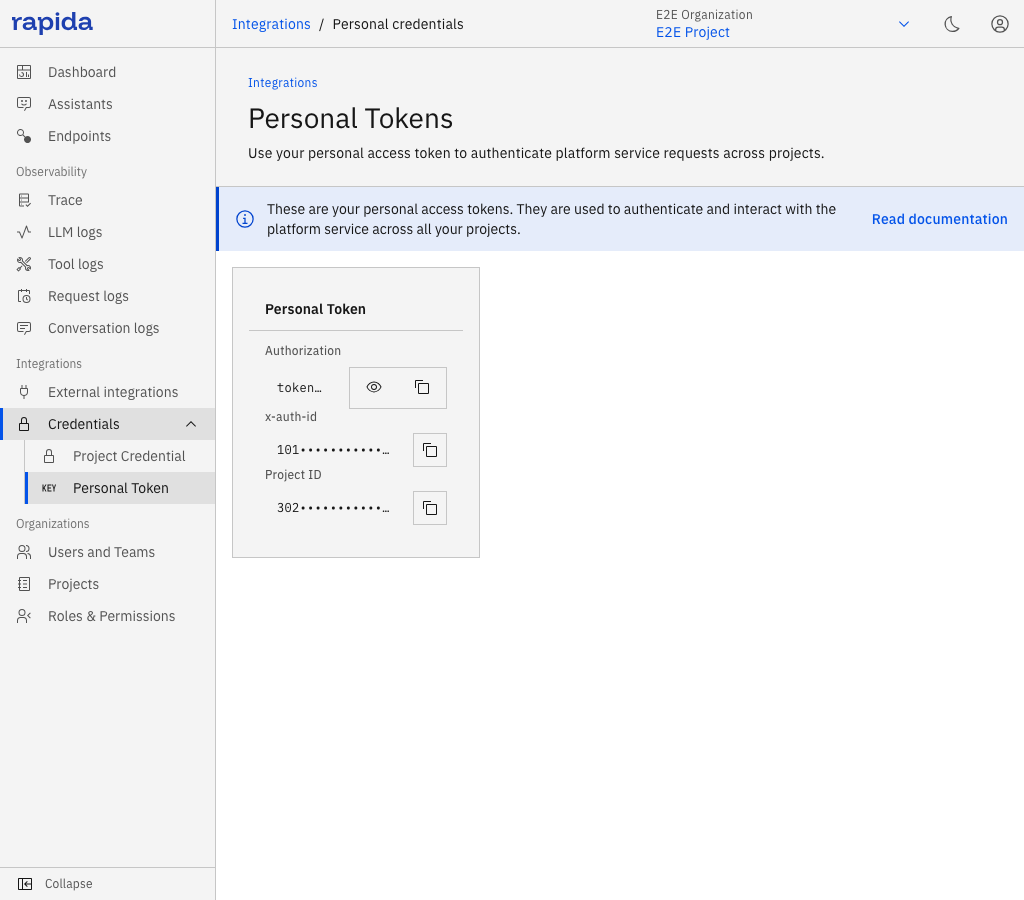 rapida
Integrations / Personal credentials
E2E Organization
E2E Project
Dashboard
Assistants
Endpoints
Observability
Trace
LLM logs
Tool logs
Request logs
Conversation logs
Integrations
External integrations
Credentials
Project Credential
KEY Personal Token
Organizations
Users and Teams
Projects
Roles & Permissions
Collapse
Integrations
Personal Tokens
Use your personal access token to authenticate platform service requests across projects.
These are your personal access tokens. They are used to authenticate and interact with the
platform service across all your projects.
Read documentation
Personal Token
Authorization
token…
x-auth-id
101•••••••••••…
Project ID
302•••••••••••…